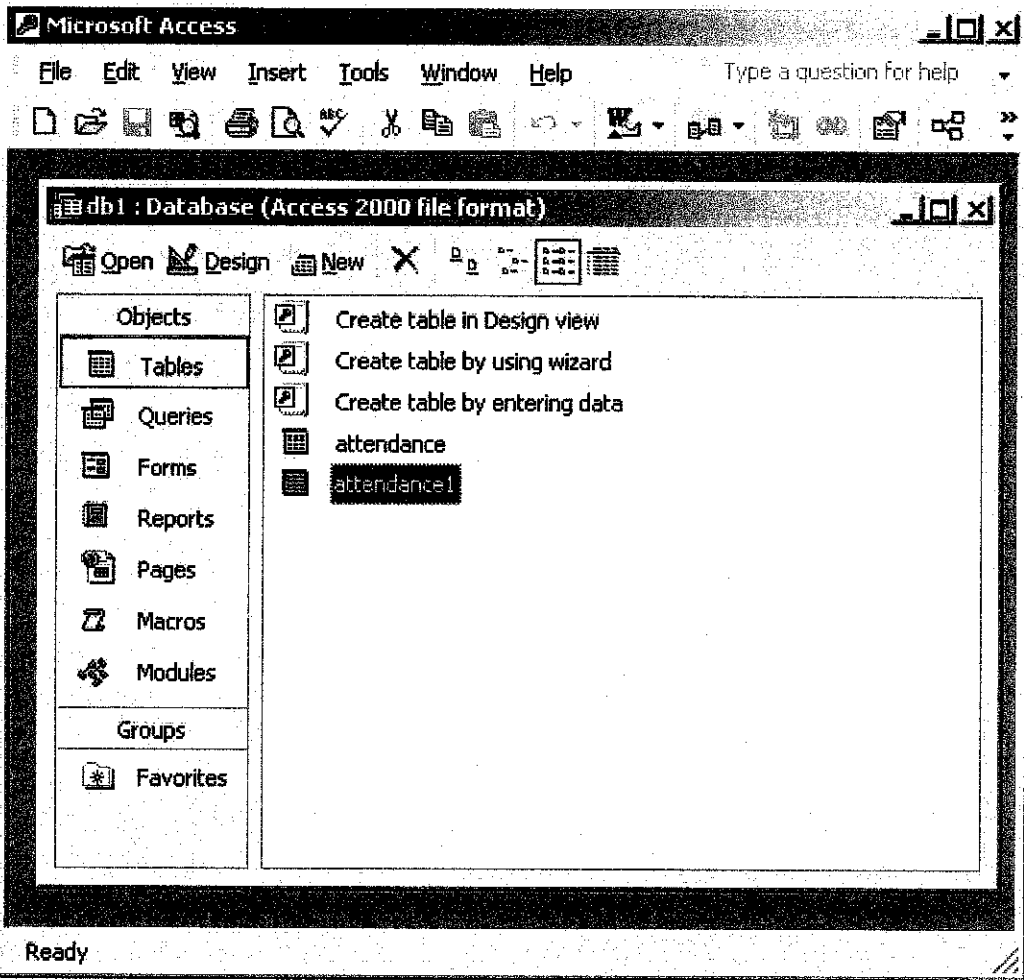 Microsoft Access
File Edit View Insert Tools Window Help Type a question for help
db1 : Database (Access 2000 file format)
Open Design New
Objects
Tables
Queries
Forms
Reports
Pages
Macros
Modules
Groups
Favorites
Create table in Design view
Create table by using wizard
Create table by entering data
attendance
attendance1
Ready